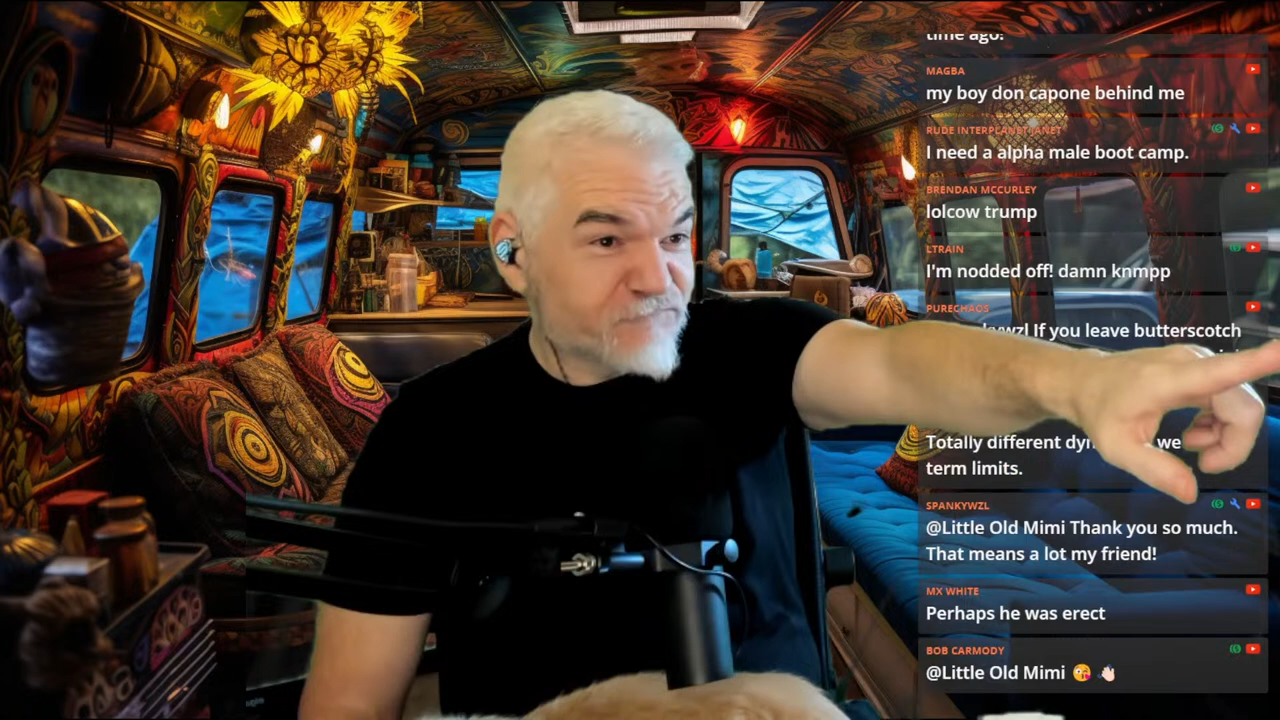 time ago!
MAGBA
my boy don capone behind me
RUDE INTERPLANET JANET
I need a alpha male boot camp.
BRENDAN MCCURLEY
lolcow trump
LTRAIN
I'm nodded off! damn knmpp
PURECHAOS
If you leave butterscotch
Totally different we
term limits.
SPANKYWZL
@Little Old Mimi Thank you so much.
That means a lot my friend!
MX WHITE
Perhaps he was erect
BOB CARMODY
@Little Old Mimi 😘 👋🏻